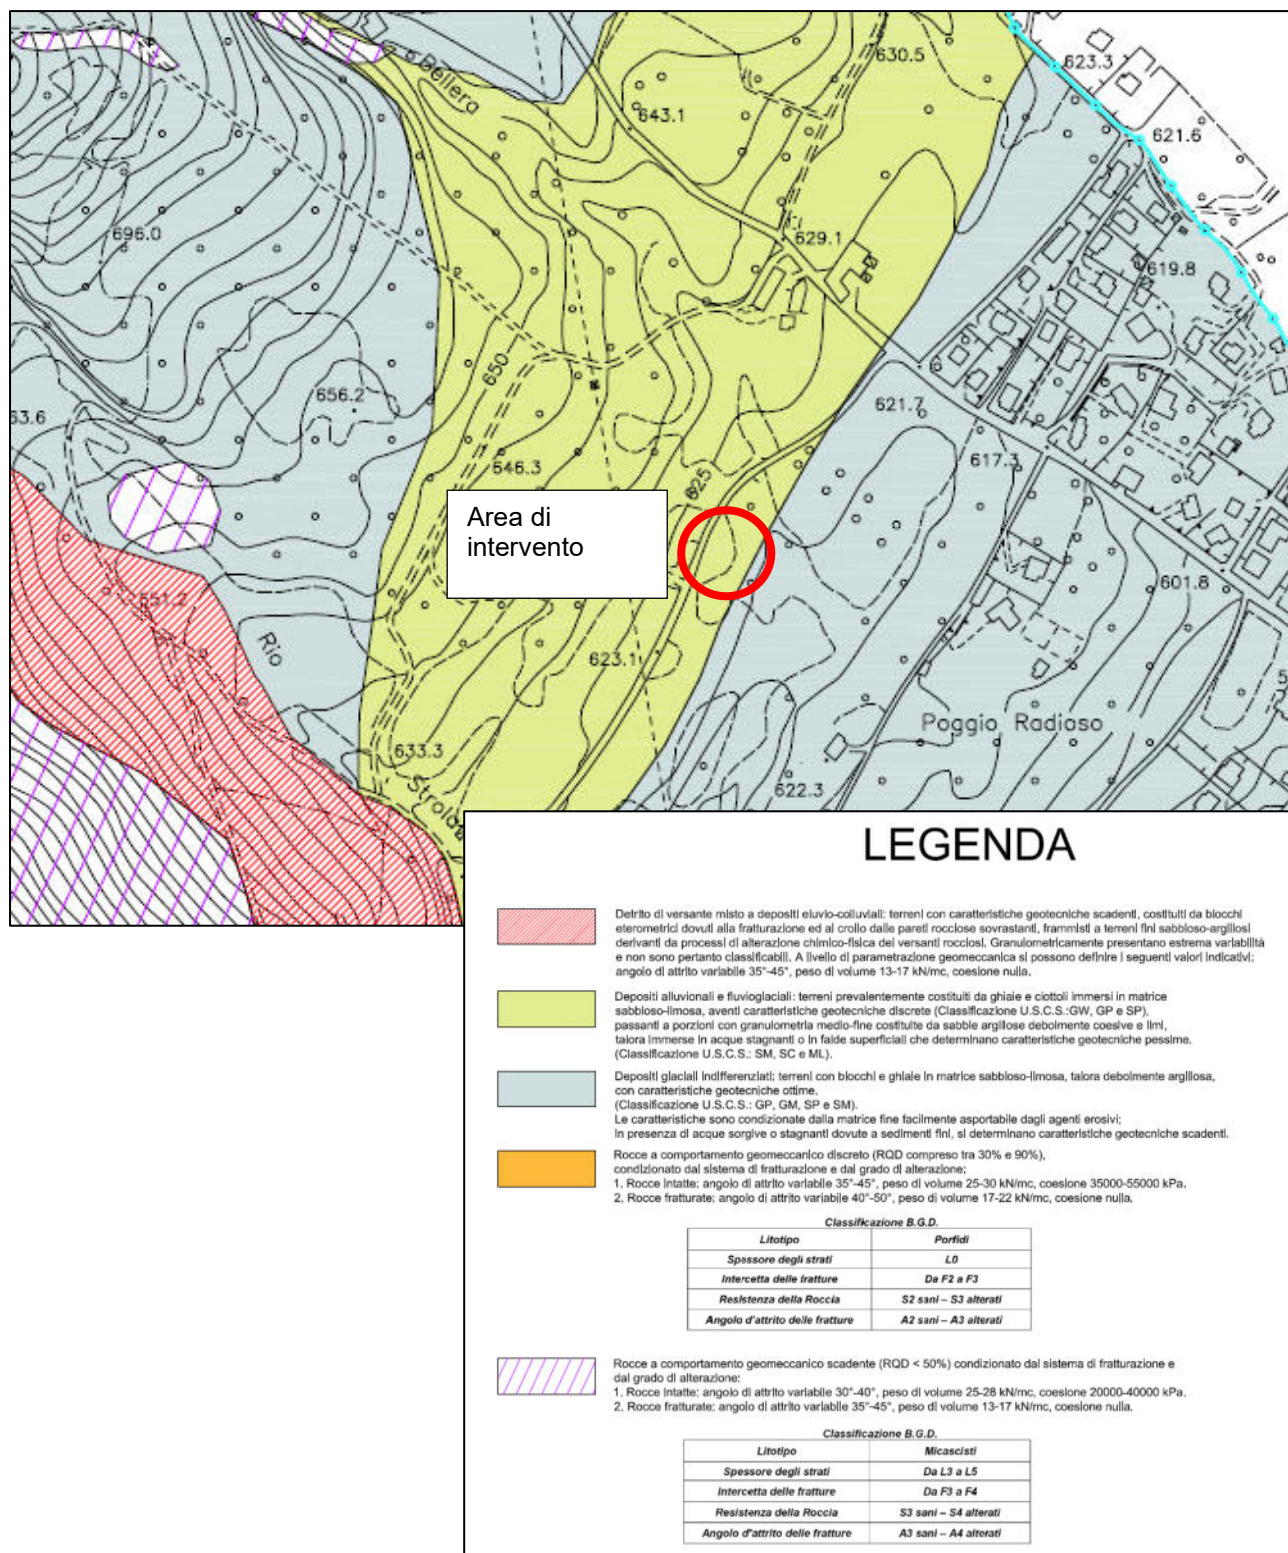 630.5
623.3
Dellera
643.1
621.6
696.0
629.1
619.8
650
656.2
621.7
63.6
617.3
646.3
625
Area di
intervento
601.8
551.2
Rio
623.1
Poggio Radioso
633.3
622.3
LEGENDA
Detrito di versante misto a depositi eluvio-colluviali: terreni con caratteristiche geotecniche scadenti, costituiti da blocchi
eterometrici dovuti alla fratturazione ed al crollo dalle pareti rocciose sovrastanti, frammisti a terreni fini sabbioso-argillosi
derivanti da processi di alterazione chimico-fisica dei versanti rocciosi. Granulometricamente presentano estrema variabilità
e non sono pertanto classificabili. A livello di parametrazione geomeccanica si possono definire i seguenti valori indicativi:
angolo di attrito variabile 35°-45°, peso di volume 13-17 kN/mc, coesione nulla.
Depositi alluvionali e fluvioglaciali: terreni prevalentemente costituiti da ghiaie e ciottoli immersi in matrice
sabbioso-limosa, aventi caratteristiche geotecniche discrete (Classificazione U.S.C.S.:GW, GP e SP),
passanti a porzioni con granulometria medio-fine costituite da sabbie argillose debolmente coesive e limi,
talora immerse in acque stagnanti o in falde superficiali che determinano caratteristiche geotecniche pessime.
(Classificazione U.S.C.S.: SM, SC e ML).
Depositi glaciali indifferenziati; terreni con blocchi e ghiaie in matrice sabbioso-limosa, talora debolmente argillosa,
con caratteristiche geotecniche ottime.
(Classificazione U.S.C.S.: GP, GM, SP e SM).
Le caratteristiche sono condizionate dalla matrice fine facilmente asportabile dagli agenti erosivi;
in presenza di acque sorgive o stagnanti dovute a sedimenti fini, si determinano caratteristiche geotecniche scadenti.
Rocce a comportamento geomeccanico discreto (RQD compreso tra 30% e 90%),
condizionato dal sistema di fratturazione e dal grado di alterazione:
1. Rocce intatte: angolo di attrito variabile 35°-45°, peso di volume 25-30 kN/mc, coesione 35000-55000 kPa.
2. Rocce fratturate: angolo di attrito variabile 40°-50°, peso di volume 17-22 kN/mc, coesione nulla.
Classificazione B.G.D.
Litotipo Porfidi
Spessore degli strati L0
Intercetta delle fratture Da F2 a F3
Resistenza della Roccia S2 sani – S3 alterati
Angolo d'attrito delle fratture A2 sani – A3 alterati
Rocce a comportamento geomeccanico scadente (RQD < 50%) condizionato dal sistema di fratturazione e
dal grado di alterazione:
1. Rocce intatte: angolo di attrito variabile 30°-40°, peso di volume 25-28 kN/mc, coesione 20000-40000 kPa.
2. Rocce fratturate: angolo di attrito variabile 35°-45°, peso di volume 13-17 kN/mc, coesione nulla.
Classificazione B.G.D.
Litotipo Micascisti
Spessore degli strati Da L3 a L5
Intercetta delle fratture Da F3 a F4
Resistenza della Roccia S3 sani – S4 alterati
Angolo d'attrito delle fratture A3 sani – A4 alterati